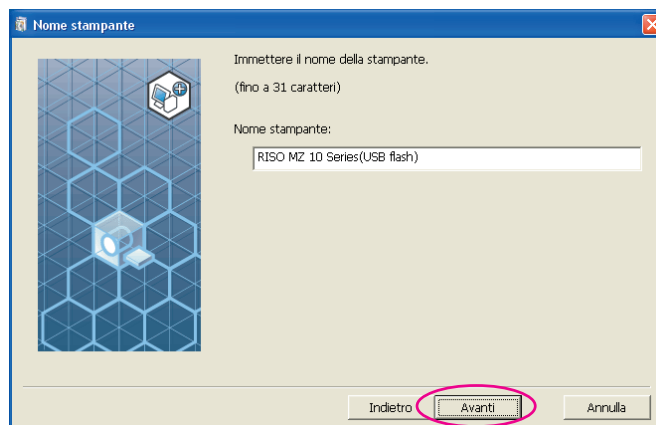 Nome stampante
Immettere il nome della stampante.
(fino a 31 caratteri)
Nome stampante:
RISO MZ 10 Series(USB flash)
Indietro Avanti Annulla